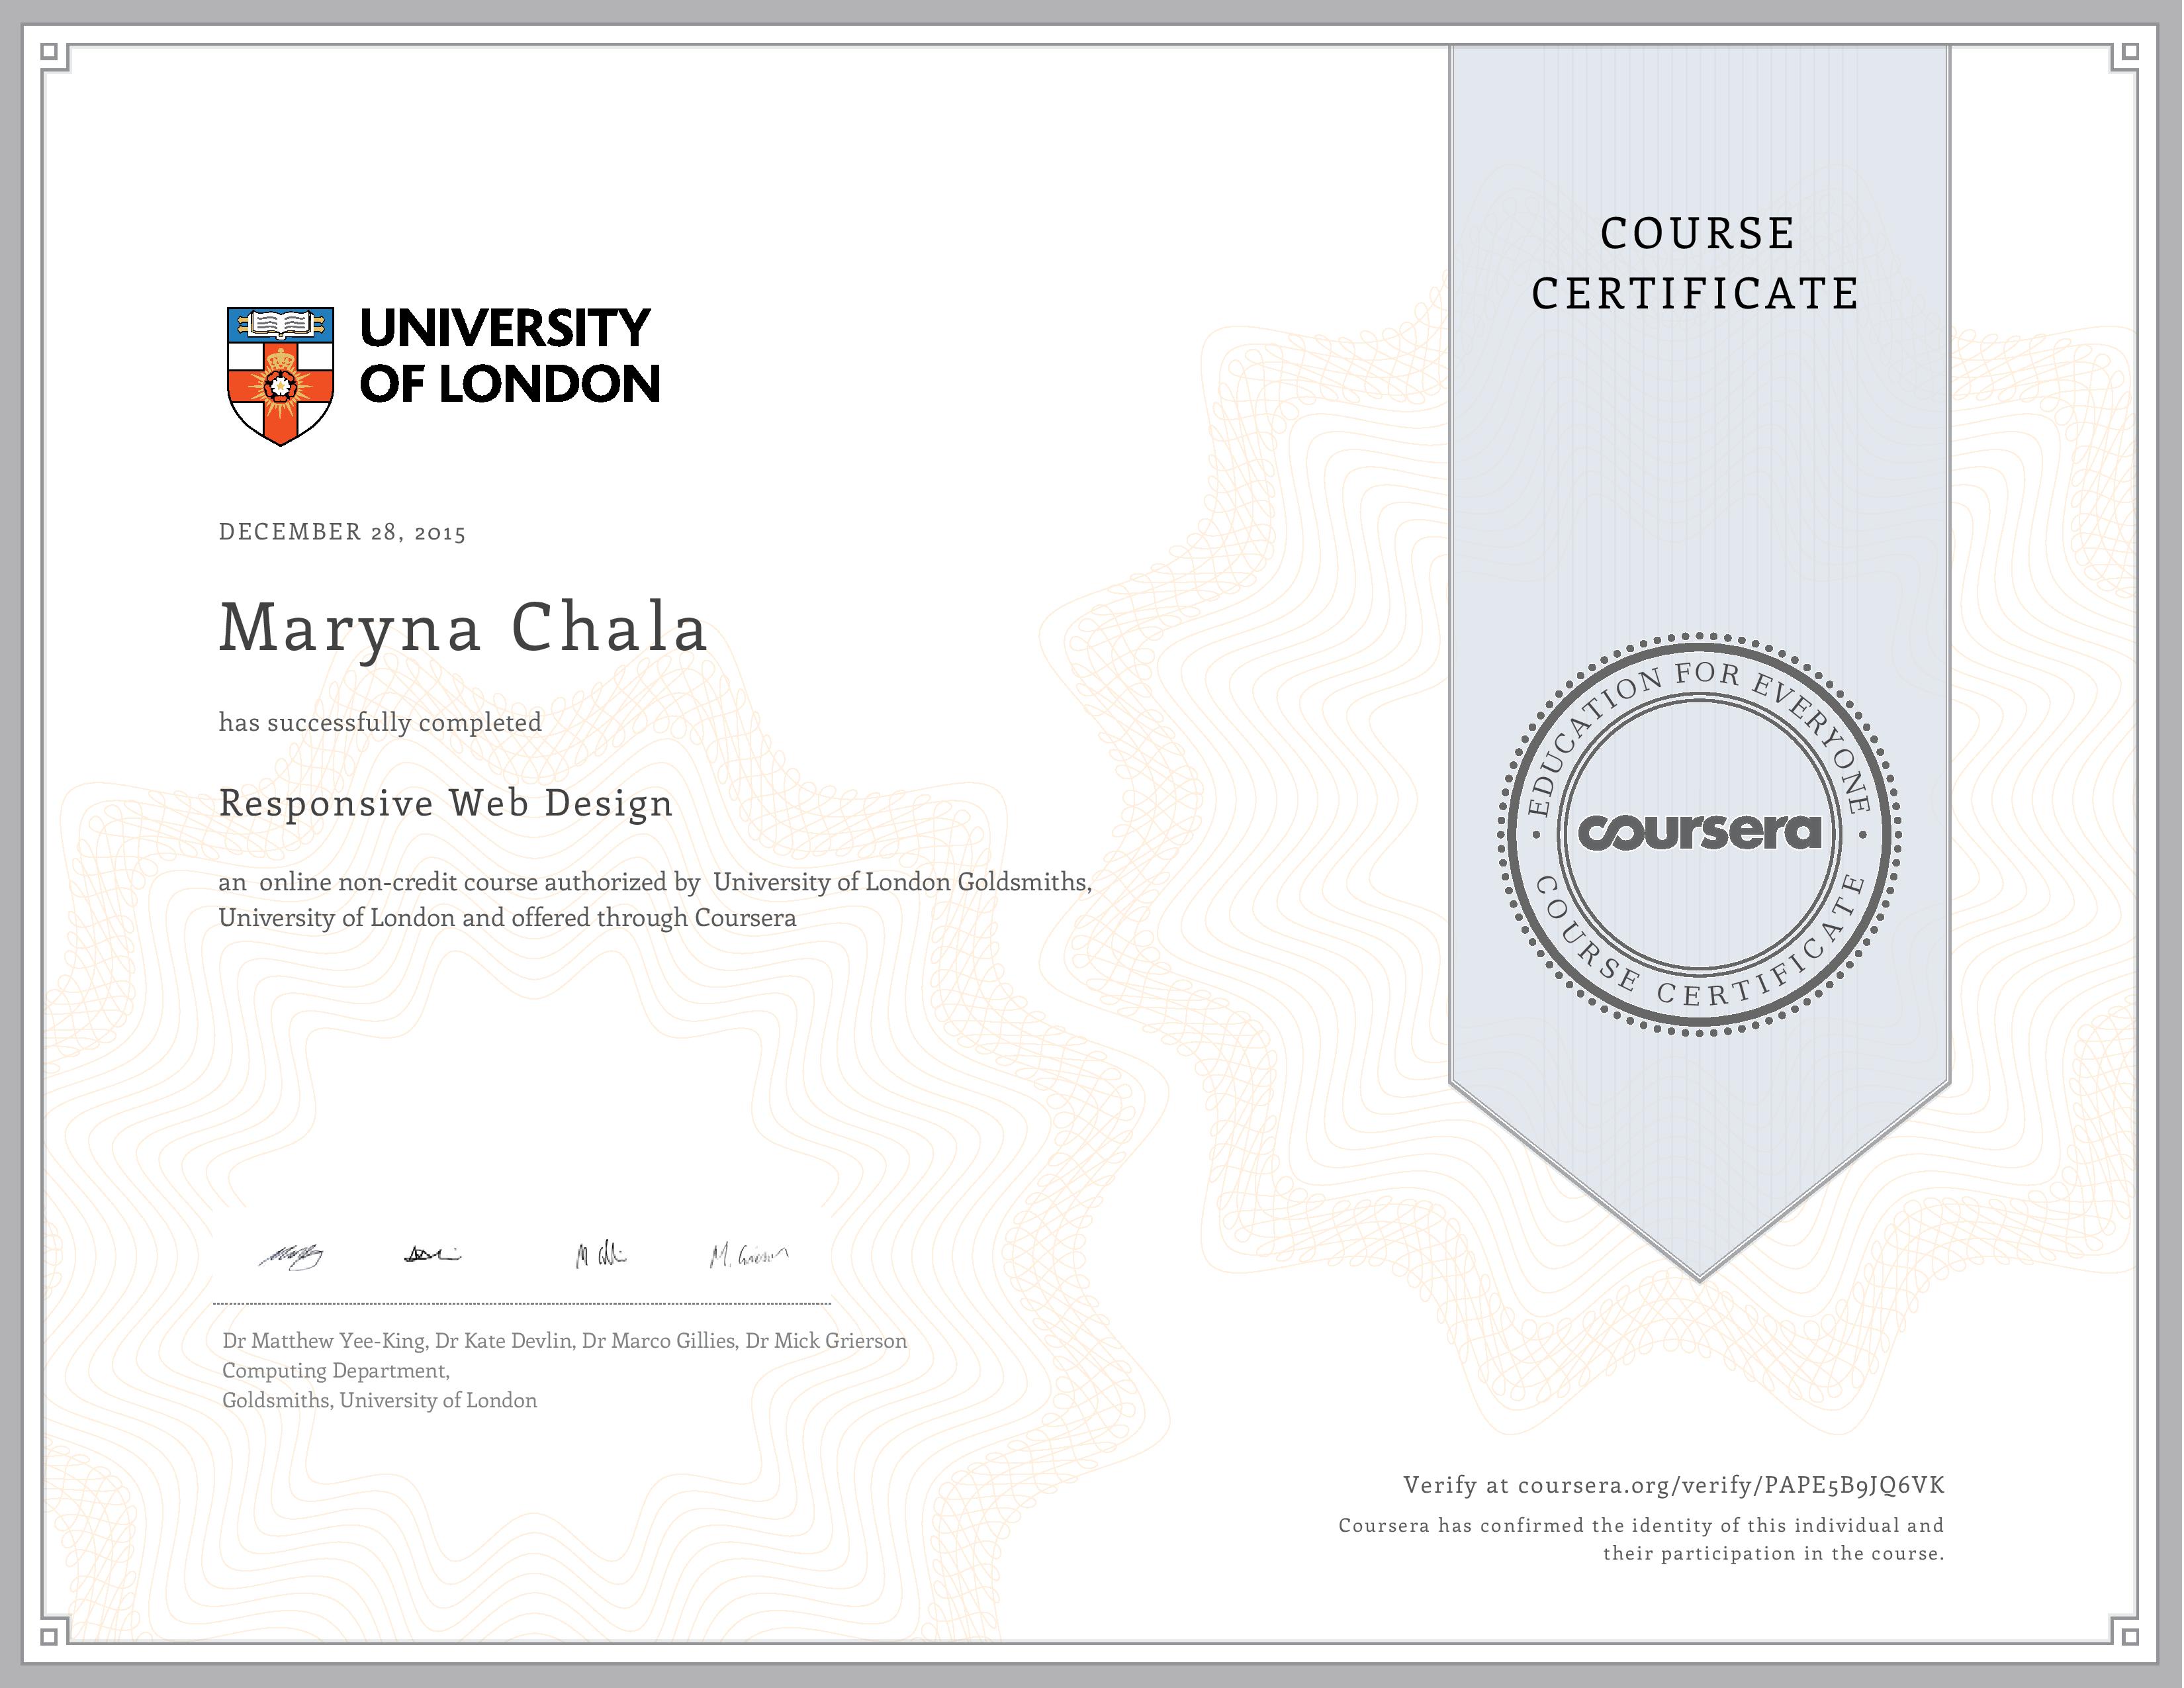 UNIVERSITY
OF LONDON
DECEMBER 28, 2015
Maryna Chala
has successfully completed
Responsive Web Design
an online non-credit course authorized by University of London Goldsmiths,
University of London and offered through Coursera
M. Grierson
Dr Matthew Yee-King, Dr Kate Devlin, Dr Marco Gillies, Dr Mick Grierson
Computing Department,
Goldsmiths, University of London
COURSE
CERTIFICATE
EDUCATION FOR EVERYONE
coursera
COURSE CERTIFICATE
Verify at coursera.org/verify/PAPE5B9JQ6VK
Coursera has confirmed the identity of this individual and
their participation in the course.